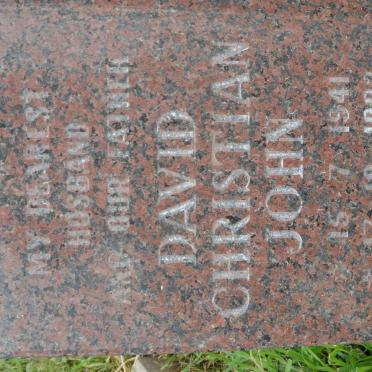 MY DEAREST
HUSBAND
AND OUR FATHER
DAVID
CHRISTIAN
JOHN
15 7 1941